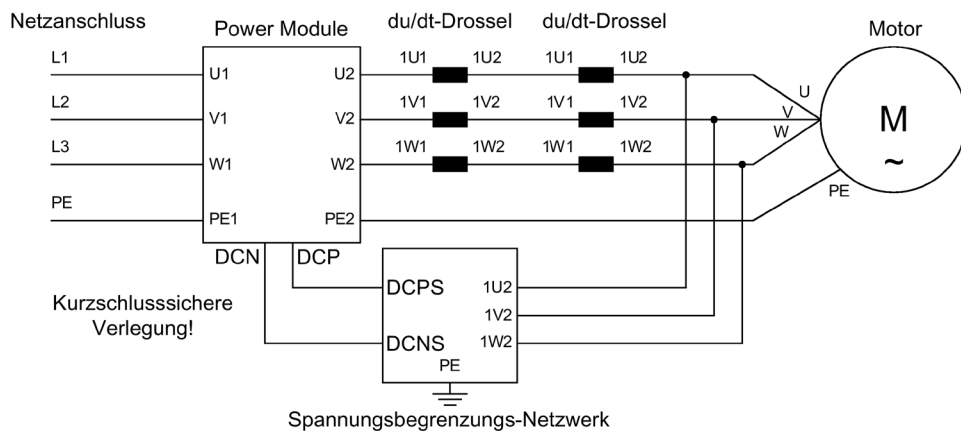 Netzanschluss
Power Module
du/dt-Drossel
du/dt-Drossel
Motor
L1
U1
U2
1U1
1U2
1U1
1U2
U
L2
V1
V2
1V1
1V2
1V1
1V2
V
M
~
L3
W1
W2
1W1
1W2
1W1
1W2
W
PE
PE1
PE2
PE
DCN
DCP
Kurzschlusssichere
Verlegung!
DCPS
1U2
1V2
DCNS
1W2
PE
Spannungsbegrenzungs-Netzwerk